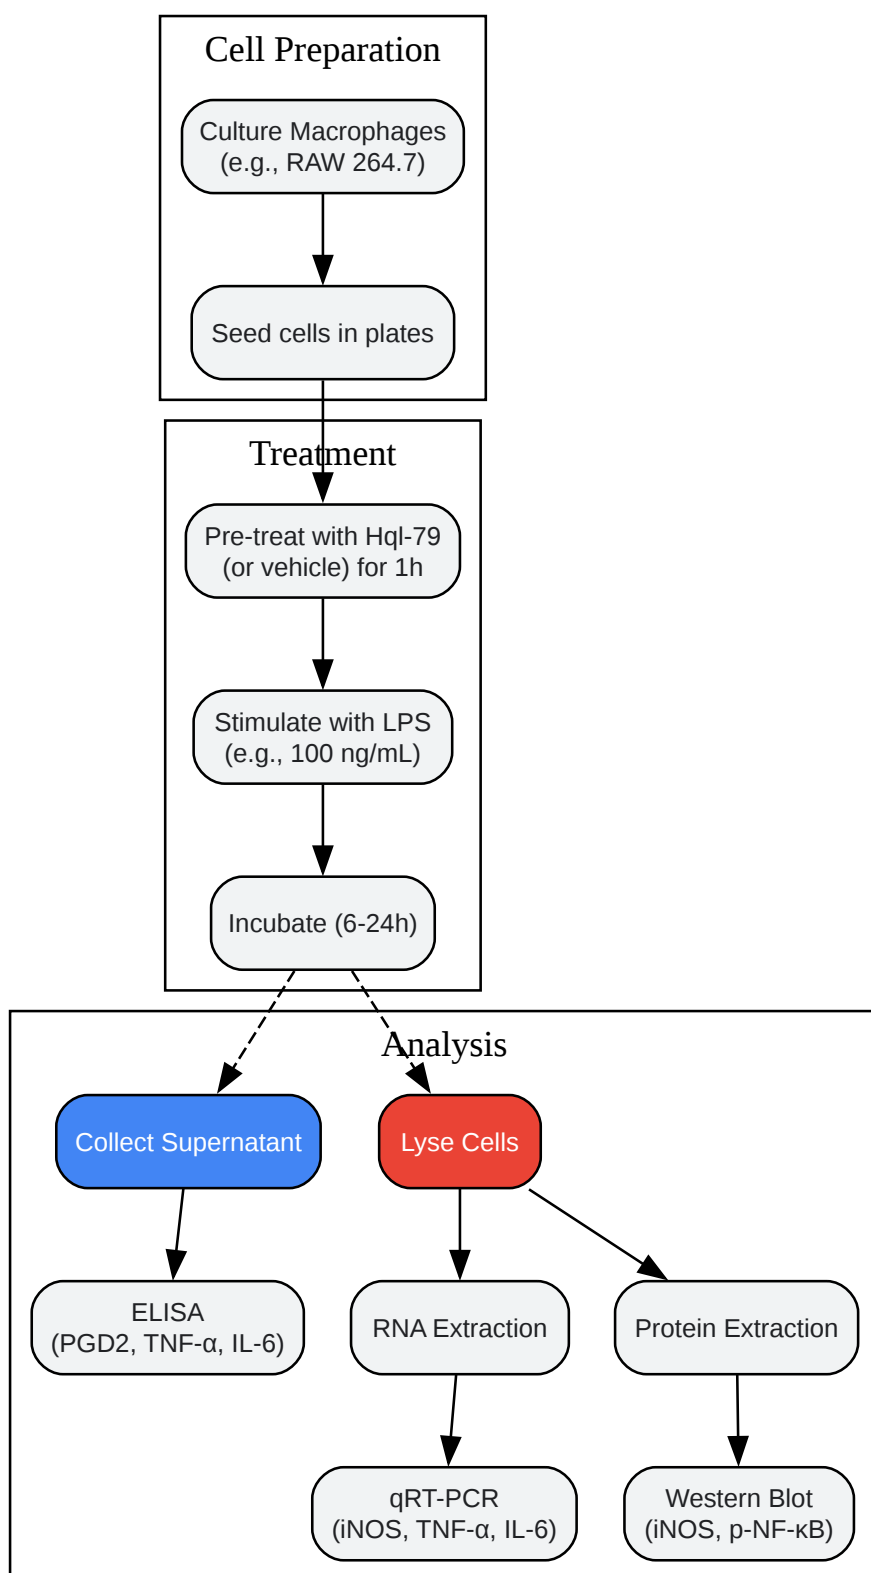 Cell Preparation
Culture Macrophages
(e.g., RAW 264.7)
Seed cells in plates
Treatment
Pre-treat with Hql-79
(or vehicle) for 1h
Stimulate with LPS
(e.g., 100 ng/mL)
Incubate (6-24h)
Analysis
Collect Supernatant
Lyse Cells
ELISA
(PGD2, TNF-α, IL-6)
RNA Extraction
Protein Extraction
qRT-PCR
(iNOS, TNF-α, IL-6)
Western Blot
(iNOS, p-NF-κB)